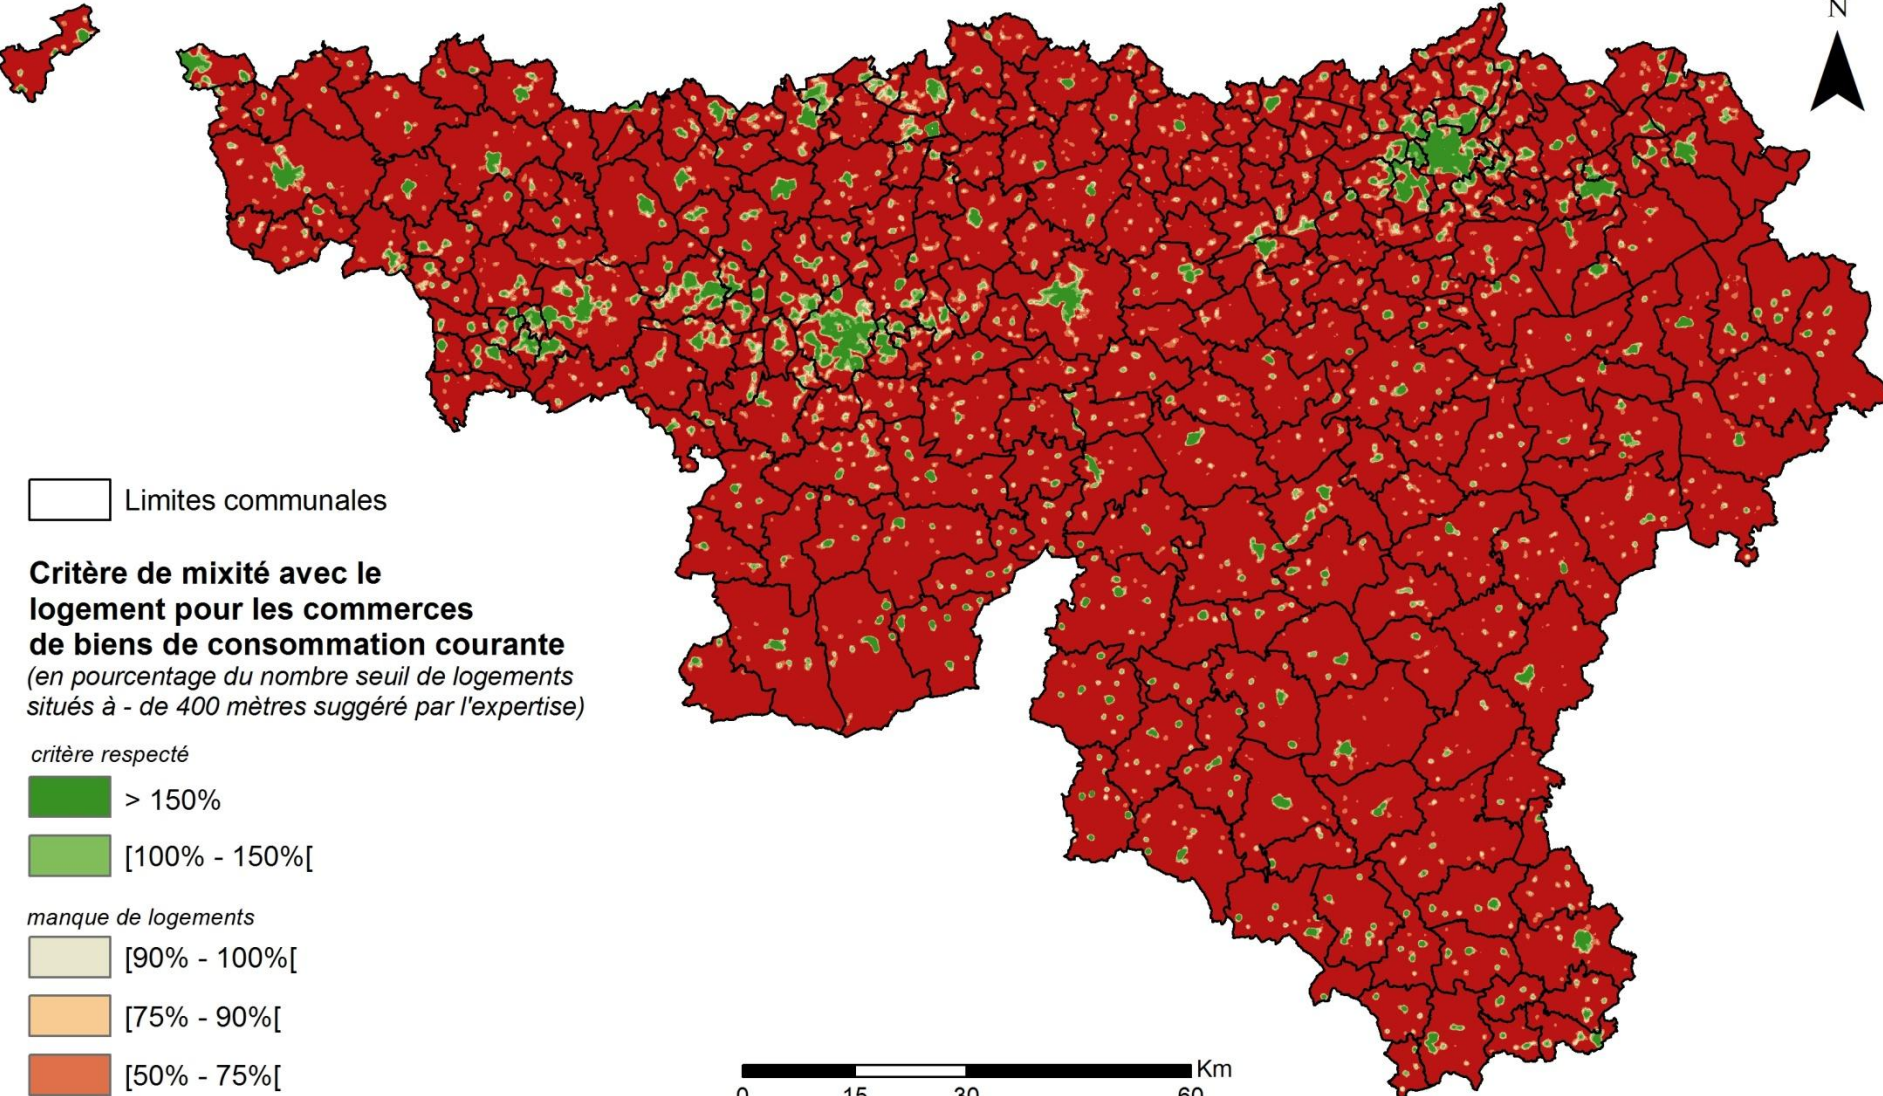 N
Limites communales
Critère de mixité avec le
logement pour les commerces
de biens de consommation courante
(en pourcentage du nombre seuil de logements
situés à - de 400 mètres suggéré par l'expertise)
critère respecté
> 150%
[100% - 150%[
manque de logements
[90% - 100%[
[75% - 90%[
[50% - 75%[
Km
0 15 30 60